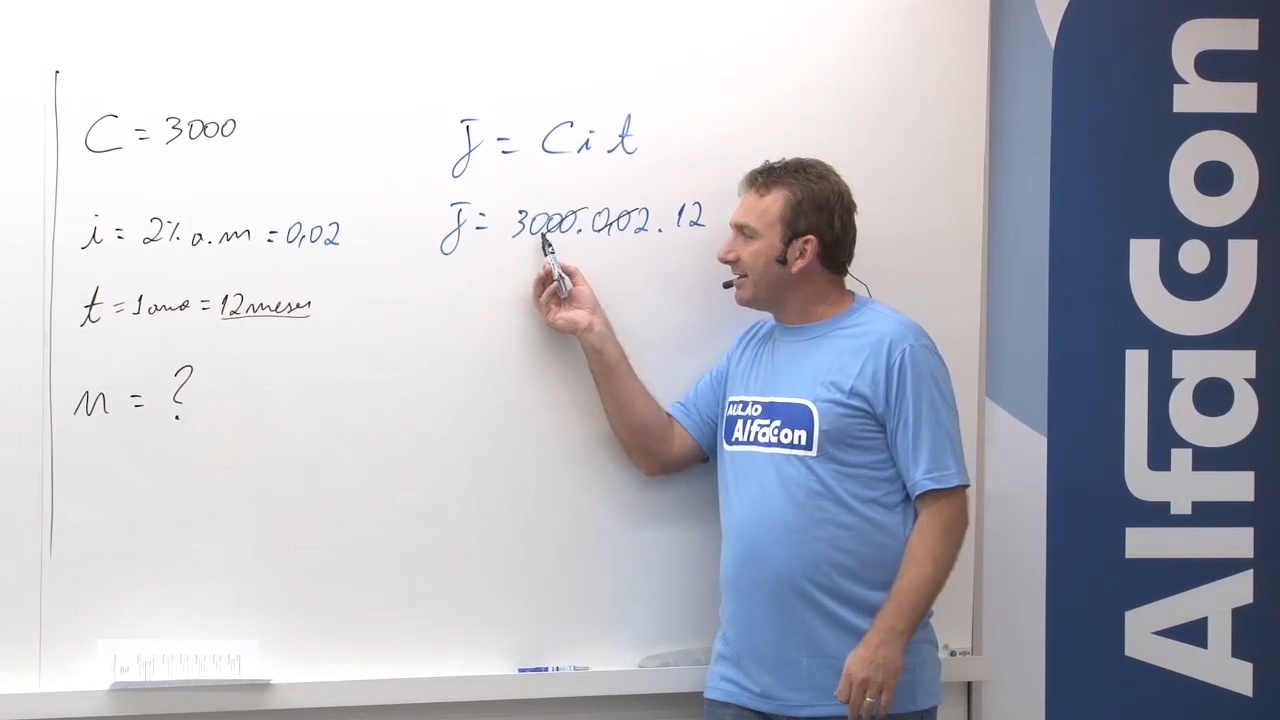 C = 3000
i = 2% a.m = 0,02
t = 1 ano = 12 meses
M = ?
J = C i t
J = 3000 . 0,02 . 12
AULÃO
AlfaCon
AlfaCon